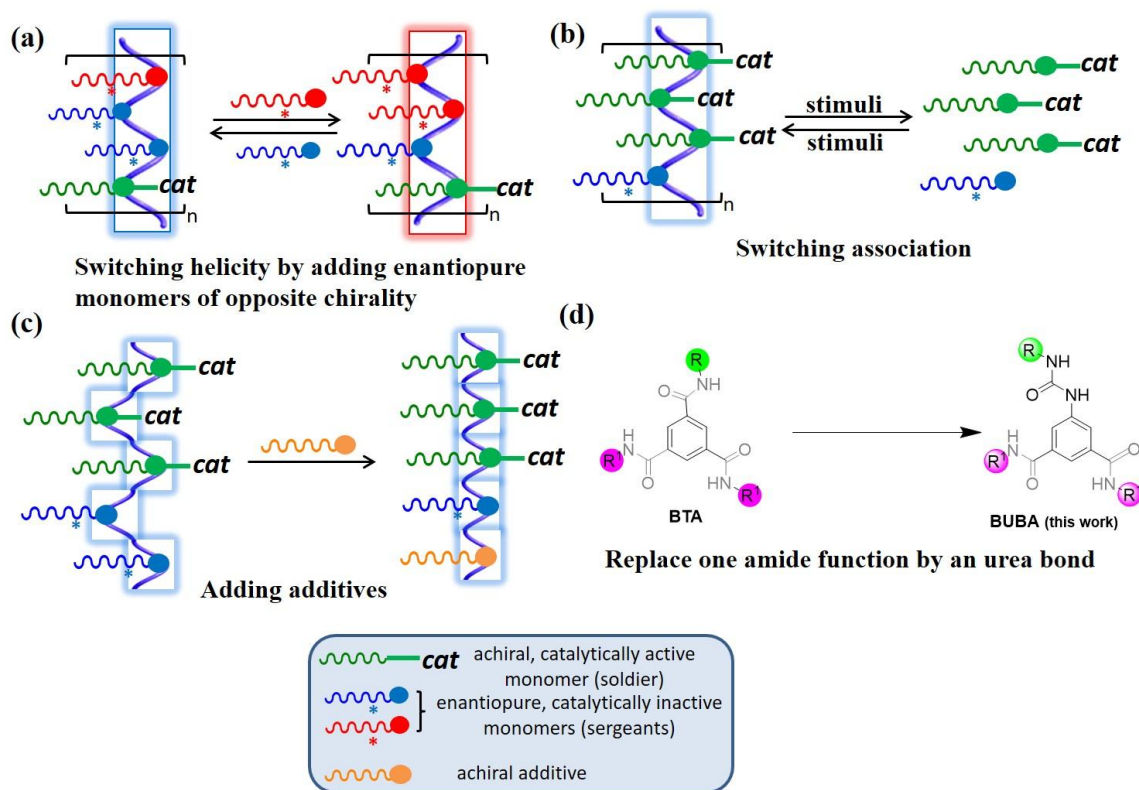 (a)
*
*
*
cat
n
*
*
*
*
*
cat
n
Switching helicity by adding enantiopure
monomers of opposite chirality
(b)
cat
cat
cat
*
n
stimuli
stimuli
cat
cat
cat
*
Switching association
(c)
cat
cat
cat
*
*
cat
cat
cat
*
Adding additives
(d)
R
NH
O
H
N
R¹
O
O
HN
R¹
BTA
R
NH
O
NH
H
N
R¹
O
O
HN
R¹
BUBA (this work)
Replace one amide function by an urea bond
cat achiral, catalytically active
monomer (soldier)
*
enantiopure, catalytically inactive
*
monomers (sergeants)
achiral additive